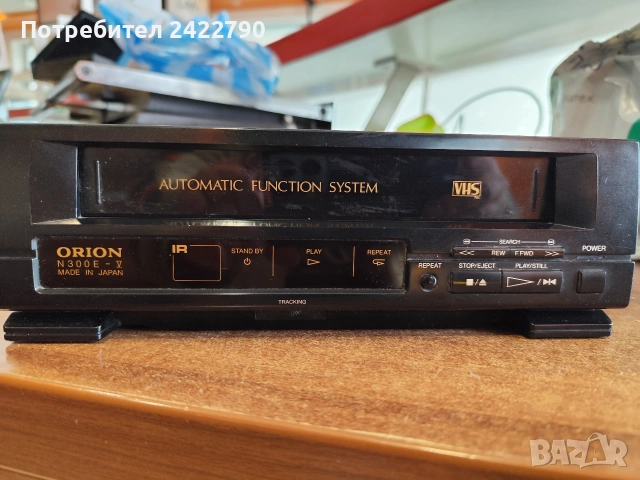 Потребител 2422790
AUTOMATIC FUNCTION SYSTEM
VHS
ORION
N300E-V
MADE IN JAPAN
IR
STAND BY
PLAY
REPEAT
REPEAT
SEARCH
<< REW F.FWD >>
STOP/EJECT
PLAY/STILL
POWER
TRACKING
BAZAR